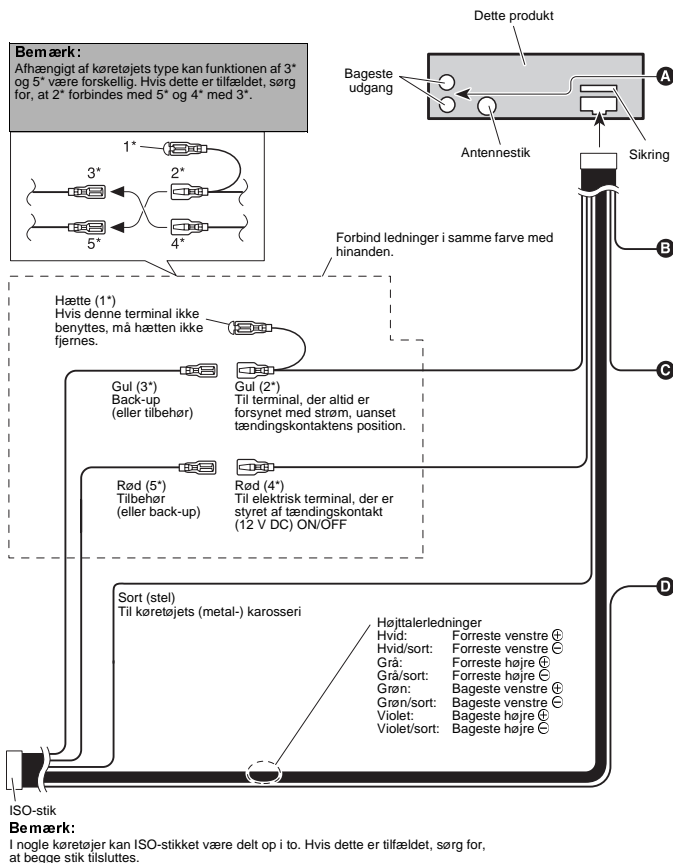 Dette produkt
Bemærk:
Afhængigt af køretøjets type kan funktionen af 3*
og 5* være forskellig. Hvis dette er tilfældet, sørg
for, at 2* forbindes med 5* og 4* med 3*.
Bageste
udgang
A
Antennestik
Sikring
1*
3*
2*
5*
4*
Forbind ledninger i samme farve med
hinanden.
B
Hætte (1*)
Hvis denne terminal ikke
benyttes, må hætten ikke
fjernes.
C
Gul (3*)
Back-up
(eller tilbehør)
Gul (2*)
Til terminal, der altid er
forsynet med strøm, uanset
tændingskontaktens position.
Rød (5*)
Tilbehør
(eller back-up)
Rød (4*)
Til elektrisk terminal, der er
styret af tændingskontakt
(12 V DC) ON/OFF
D
Sort (stel)
Til køretøjets (metal-) karosseri
Højttalerledninger
Hvid: Forreste venstre ⊕
Hvid/sort: Forreste venstre ⊖
Grå: Forreste højre ⊕
Grå/sort: Forreste højre ⊖
Grøn: Bageste venstre ⊕
Grøn/sort: Bageste venstre ⊖
Violet: Bageste højre ⊕
Violet/sort: Bageste højre ⊖
ISO-stik
Bemærk:
I nogle køretøjer kan ISO-stikket være delt op i to. Hvis dette er tilfældet, sørg for,
at begge stik tilsluttes.